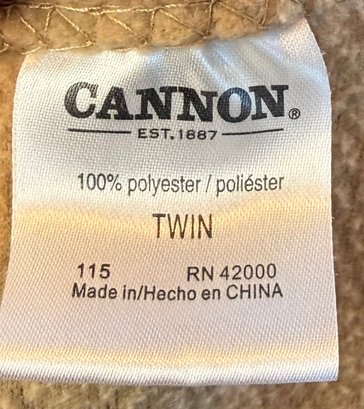 CANNON®
EST.1887
100% polyester / poliéster
TWIN
115 RN 42000
Made in/Hecho en CHINA